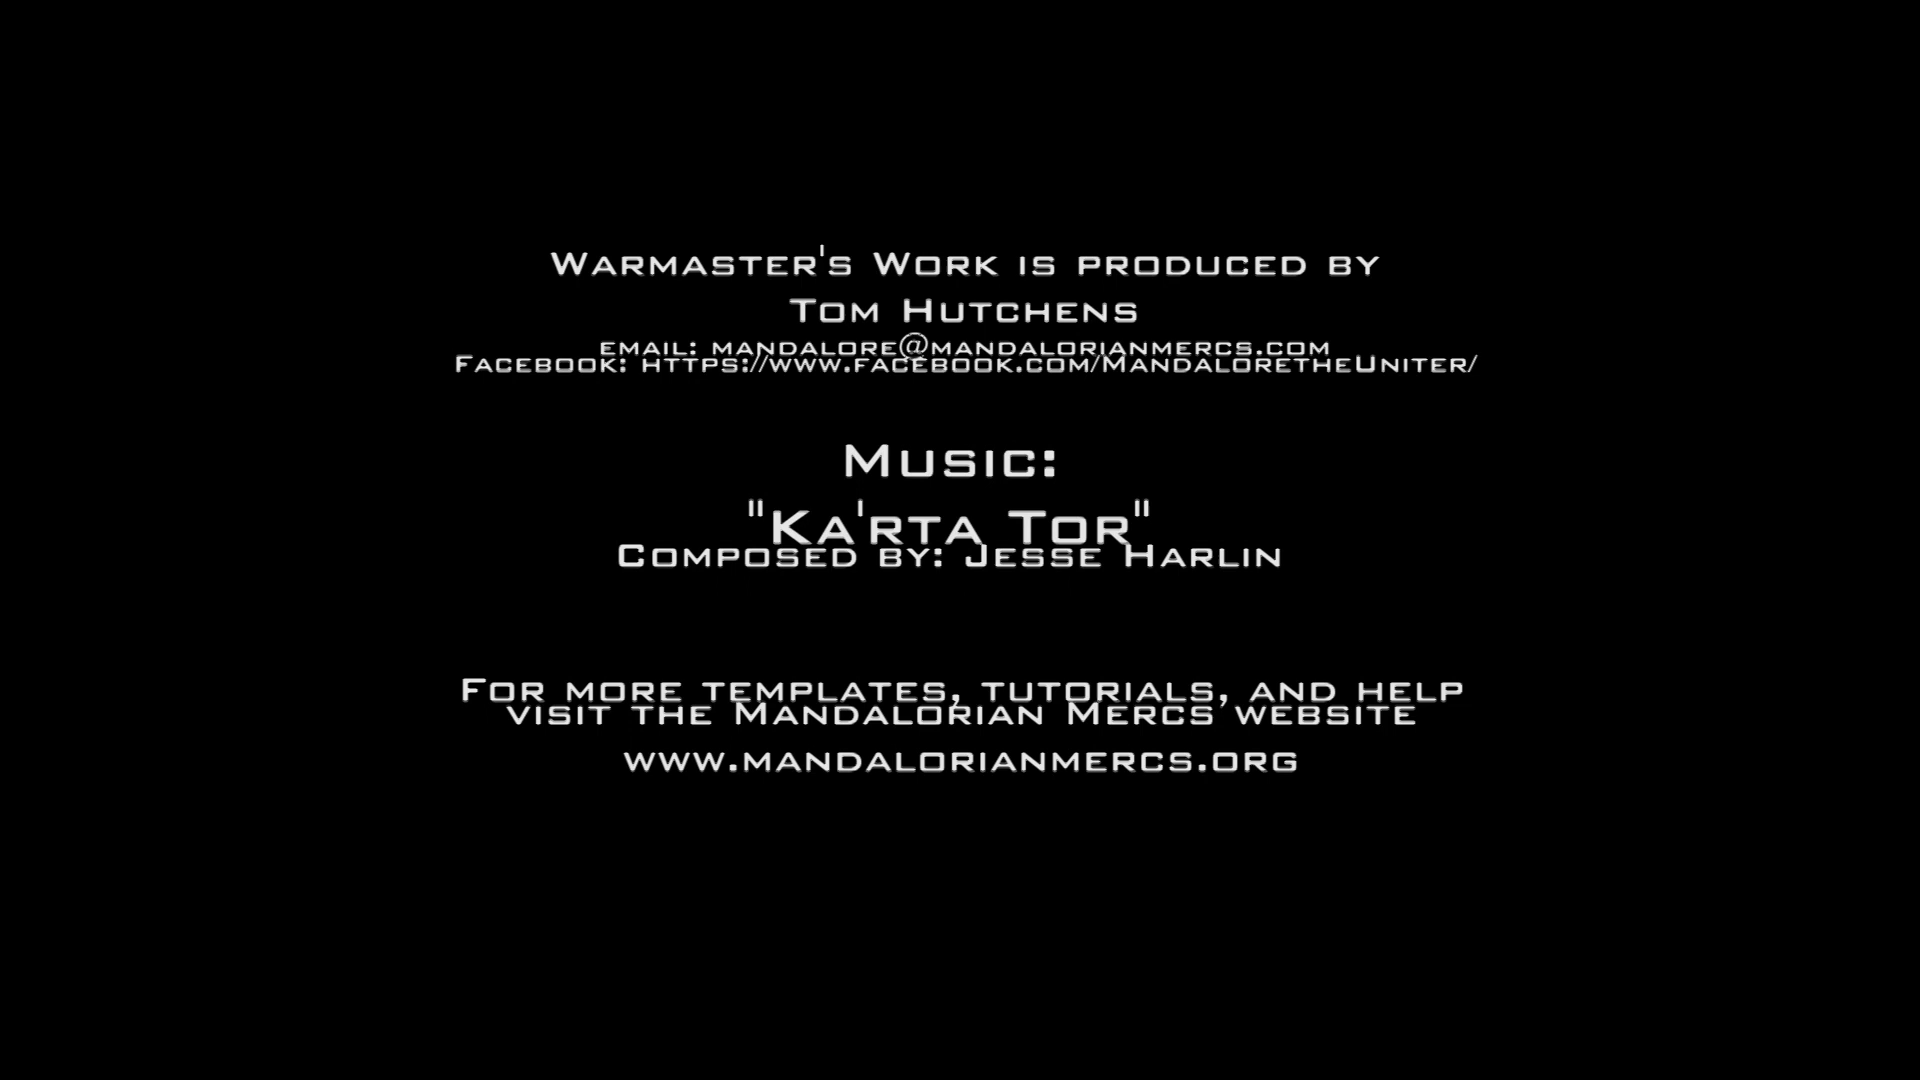 Warmaster's Work is produced by
Tom Hutchens
email: mandalore@mandalorianmercs.com
Facebook: https://www.facebook.com/MandaloretheUniter/
Music:
"Ka'rta Tor"
Composed by: Jesse Harlin
For more templates, tutorials, and help
visit the Mandalorian Mercs website
www.mandalorianmercs.org